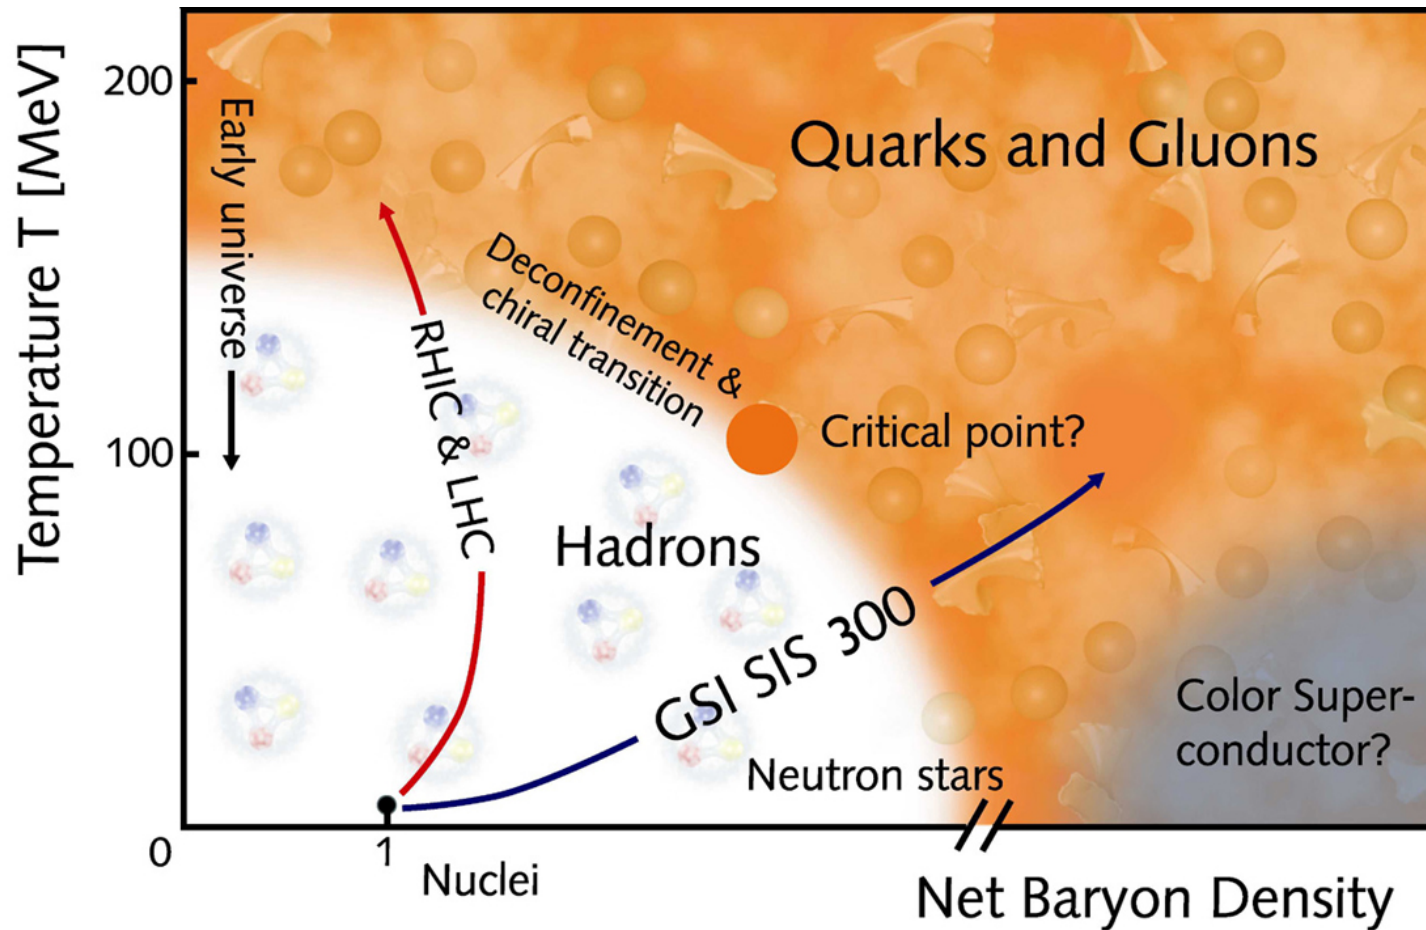 Temperature T [MeV]
200
100
0
Early universe
Quarks and Gluons
Deconfinement &
chiral transition
RHIC & LHC
Critical point?
Hadrons
GSI SIS 300
Color Super-
conductor?
Neutron stars
1
Nuclei
Net Baryon Density